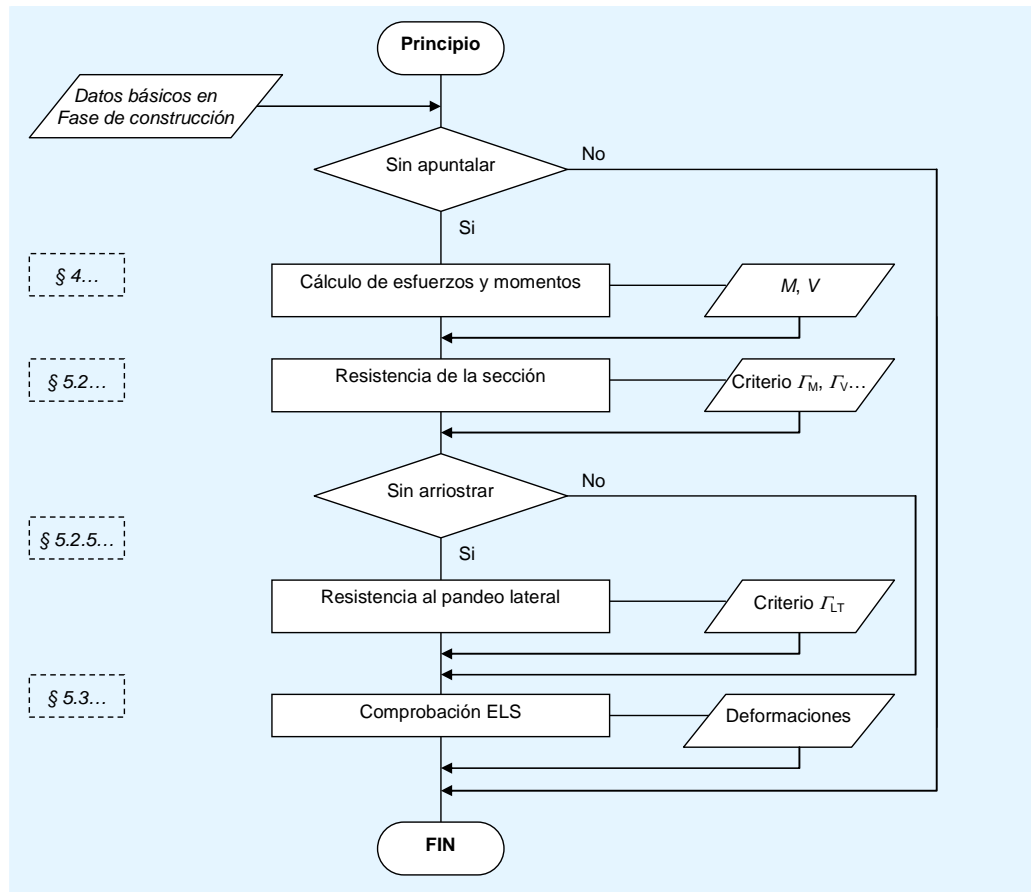 Principio
Datos básicos en
Fase de construcción
Sin apuntalar
No
Si
§ 4…
Cálculo de esfuerzos y momentos
M, V
§ 5.2…
Resistencia de la sección
Criterio ΓM, ΓV…
Sin arriostrar
No
§ 5.2.5…
Si
Resistencia al pandeo lateral
Criterio ΓLT
§ 5.3…
Comprobación ELS
Deformaciones
FIN